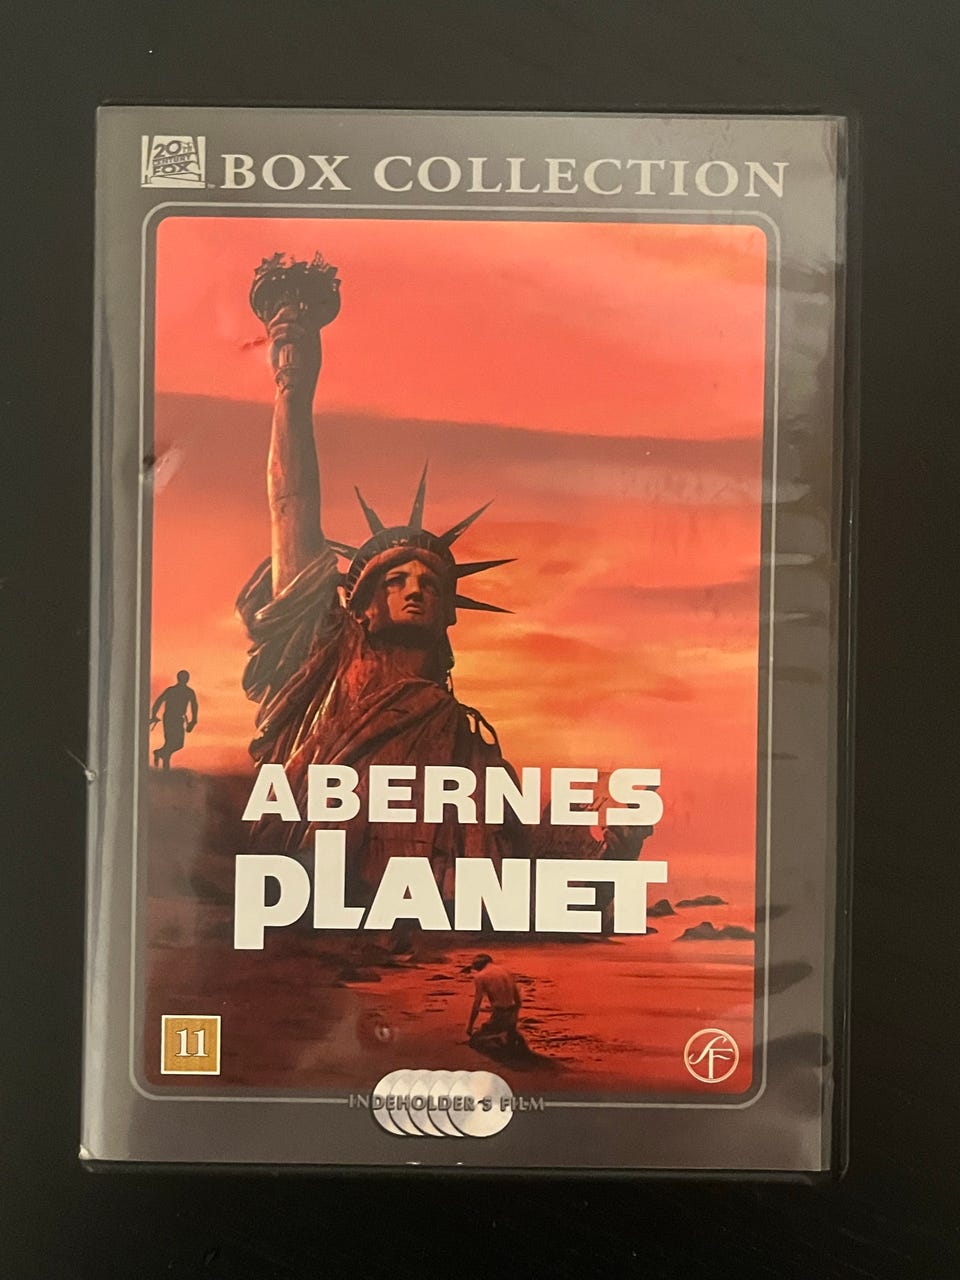 20TH
CENTURY
FOX
BOX COLLECTION
ABERNES
PLANET
11
SF
INDEHOLDER 5 FILM